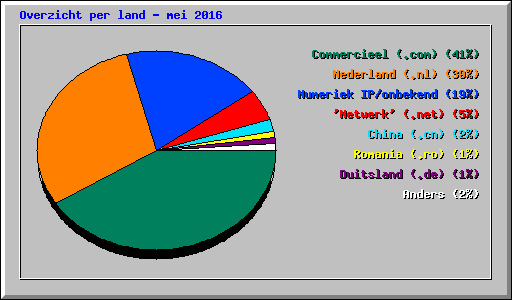 Overzicht per land - mei 2016
Commercieel (.com) (41%)
Nederland (.nl) (30%)
Numeriek IP/onbekend (19%)
'Netwerk' (.net) (5%)
China (.cn) (2%)
Romania (.ro) (1%)
Duitsland (.de) (1%)
Anders (2%)